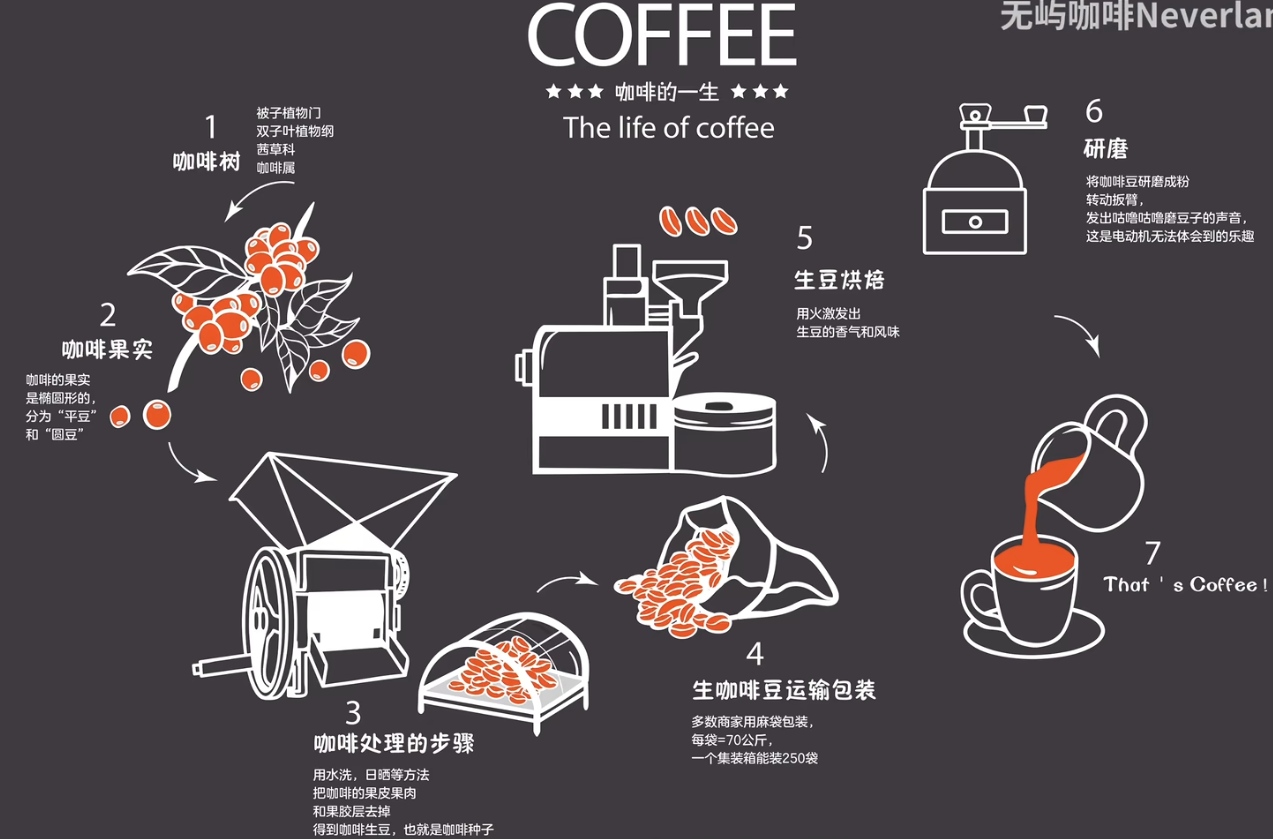 COFFEE
无屿咖啡Neverlan
★★★ 咖啡的一生 ★★★
The life of coffee
1
咖啡树
被子植物门
双子叶植物纲
茜草科
咖啡属
2
咖啡果实
咖啡的果实
是椭圆形的，
分为“平豆”
和“圆豆”
3
咖啡处理的步骤
用水洗，日晒等方法
把咖啡的果皮果肉
和果胶层去掉
得到咖啡生豆，也就是咖啡种子
4
生咖啡豆运输包装
多数商家用麻袋包装，
每袋=70公斤，
一个集装箱能装250袋
5
生豆烘焙
用火激发出
生豆的香气和风味
6
研磨
将咖啡豆研磨成粉
转动扳臂，
发出咕噜咕噜磨豆子的声音，
这是电动机无法体会到的乐趣
7
That ' s Coffee !